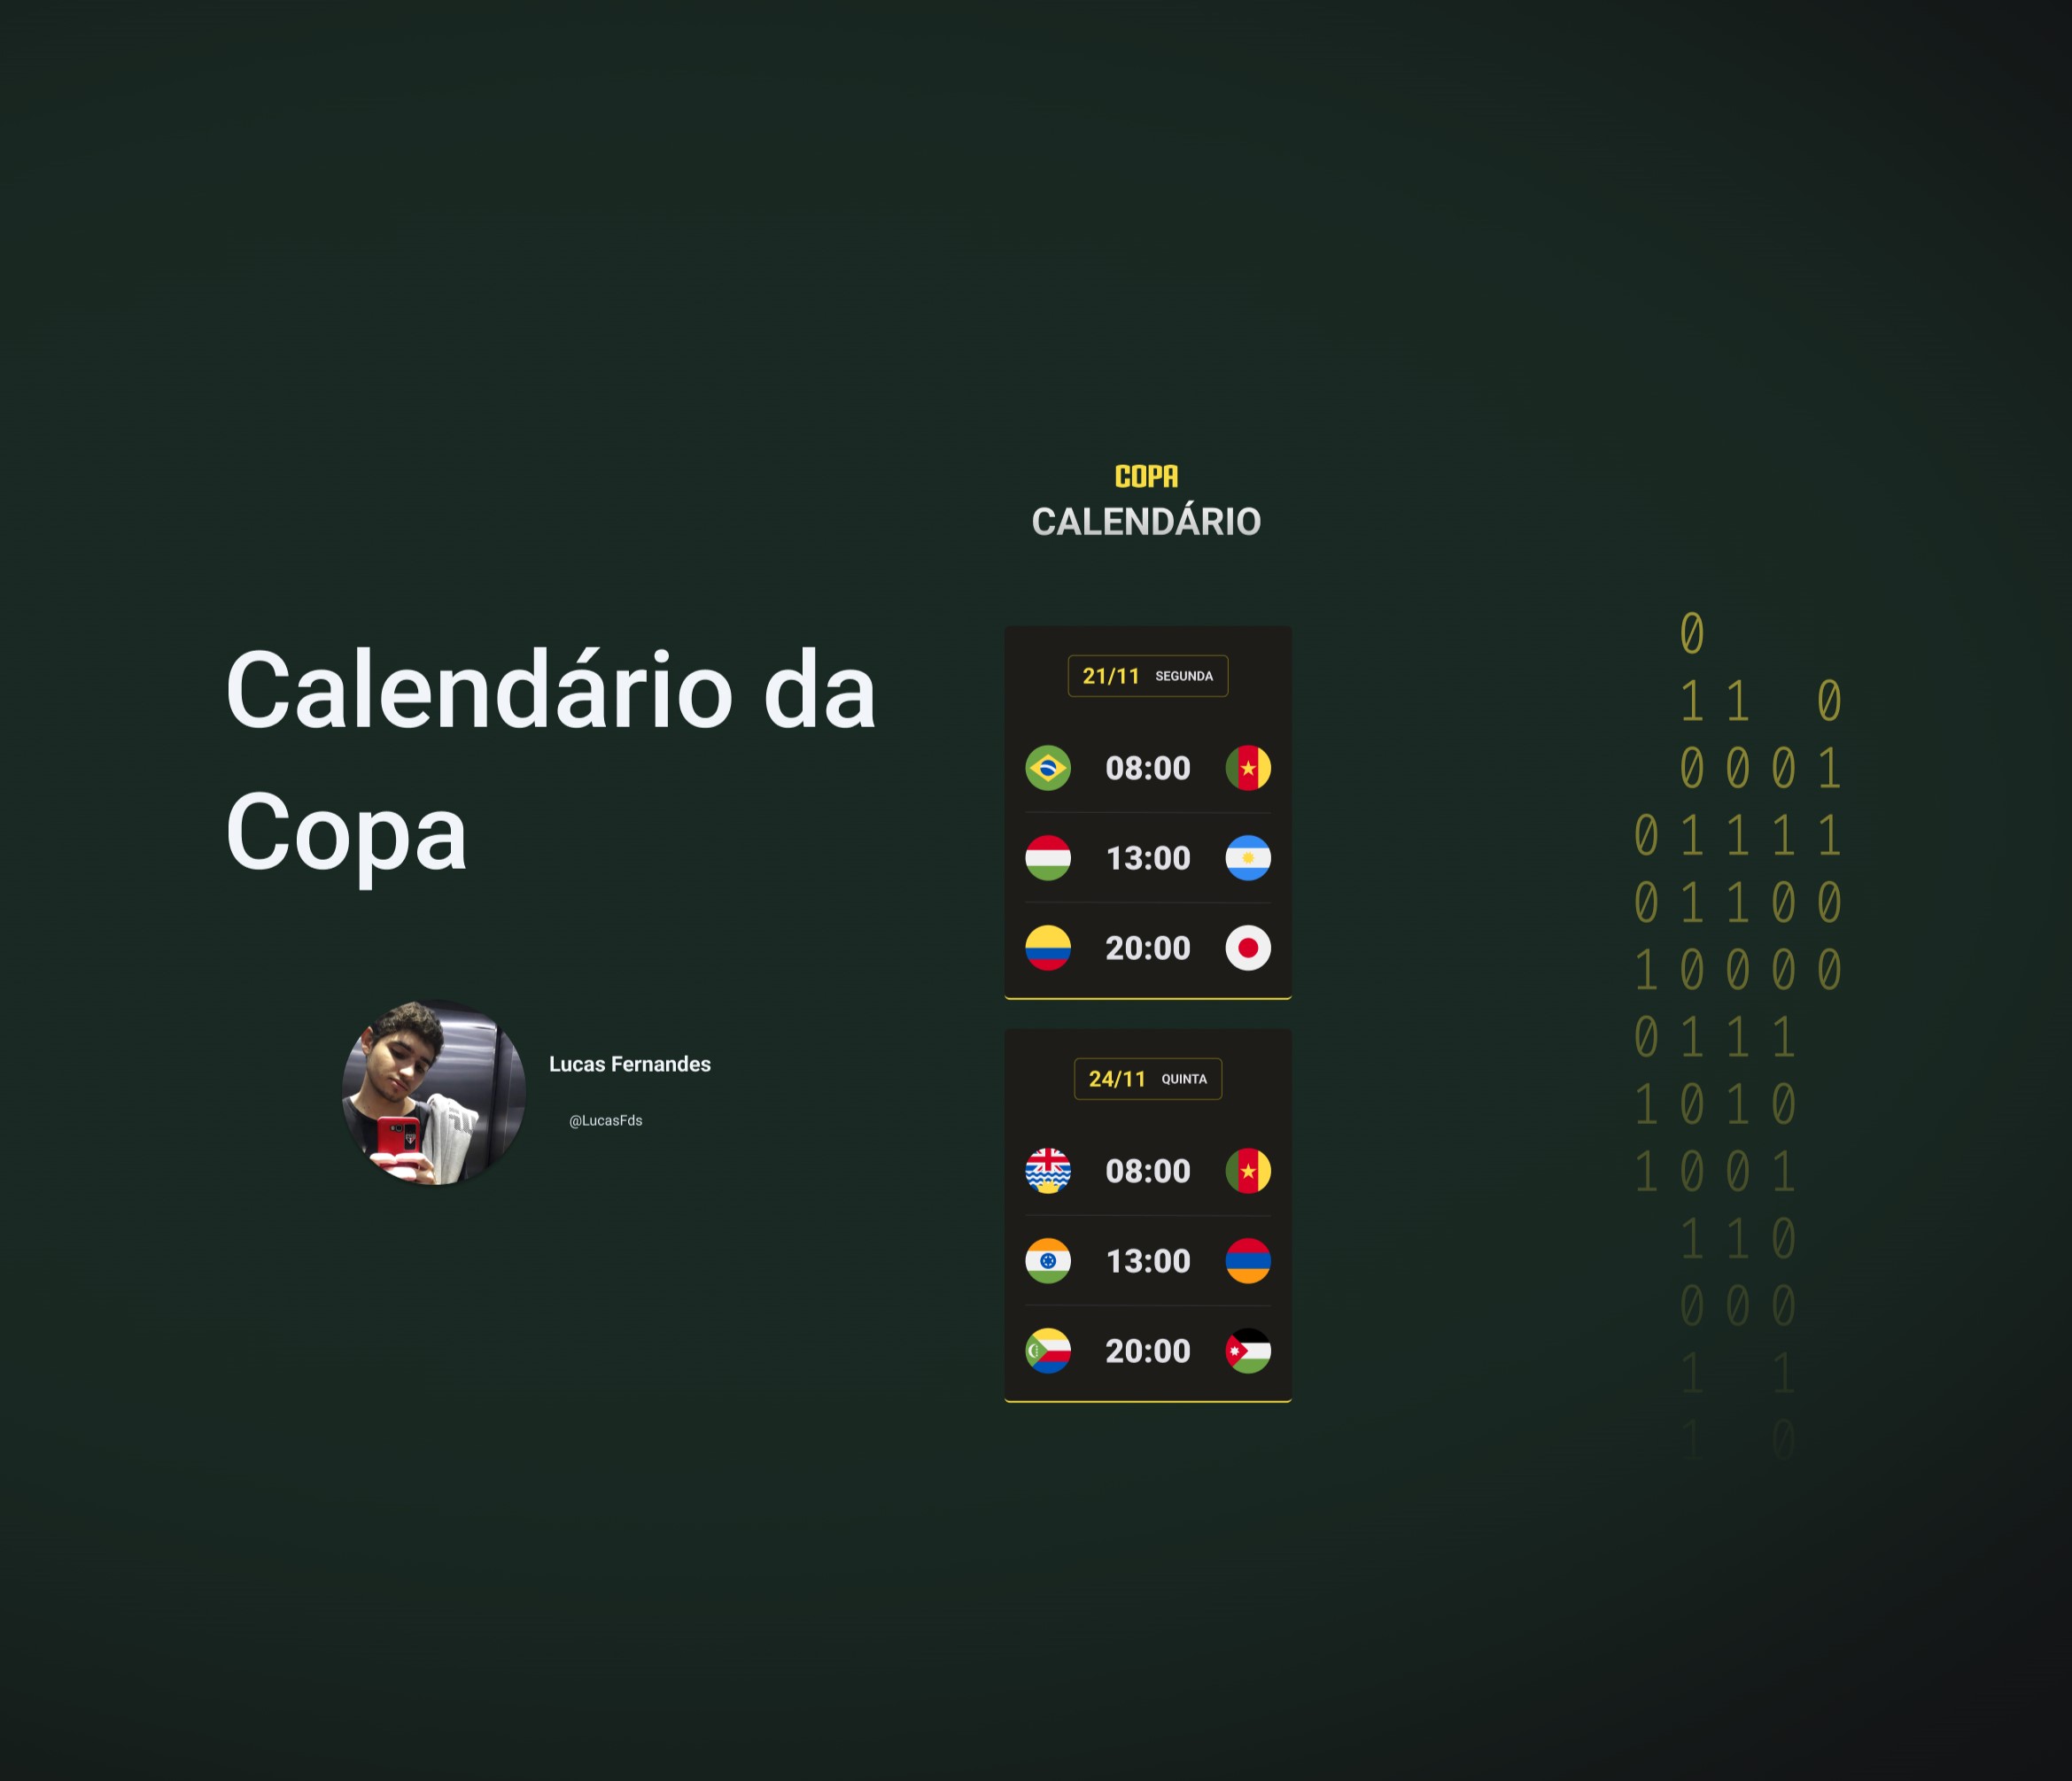 Calendário da
Copa
Lucas Fernandes
@LucasFds
COPA
CALENDÁRIO
21/11 SEGUNDA
08:00
13:00
20:00
24/11 QUINTA
08:00
13:00
20:00
0
1 1 0
0 0 0 1
0 1 1 1 1
0 1 1 0 0
1 0 0 0 0
0 1 1 1
1 0 1 0
1 0 0 1
1 1 0
0 0 0
1 1
1 0